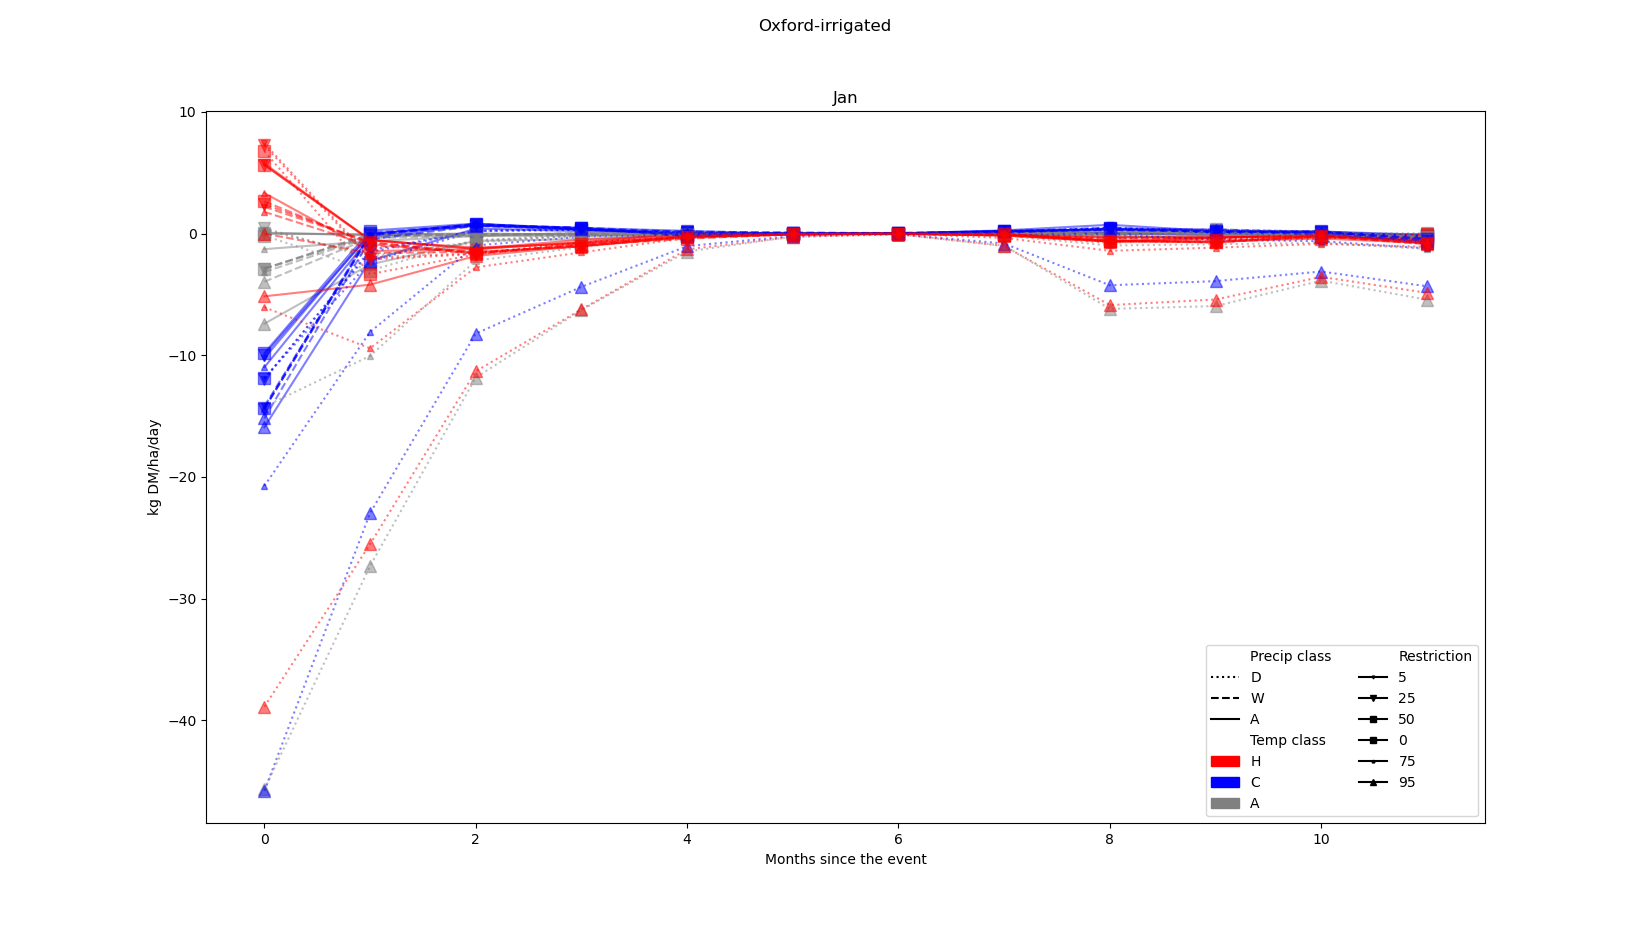 Oxford-irrigated
Jan
10
0
−10
−20
−30
−40
kg DM/ha/day
0 2 4 6 8 10
Months since the event
Precip class
D
W
A
Temp class
H
C
A
Restriction
5
25
50
0
75
95